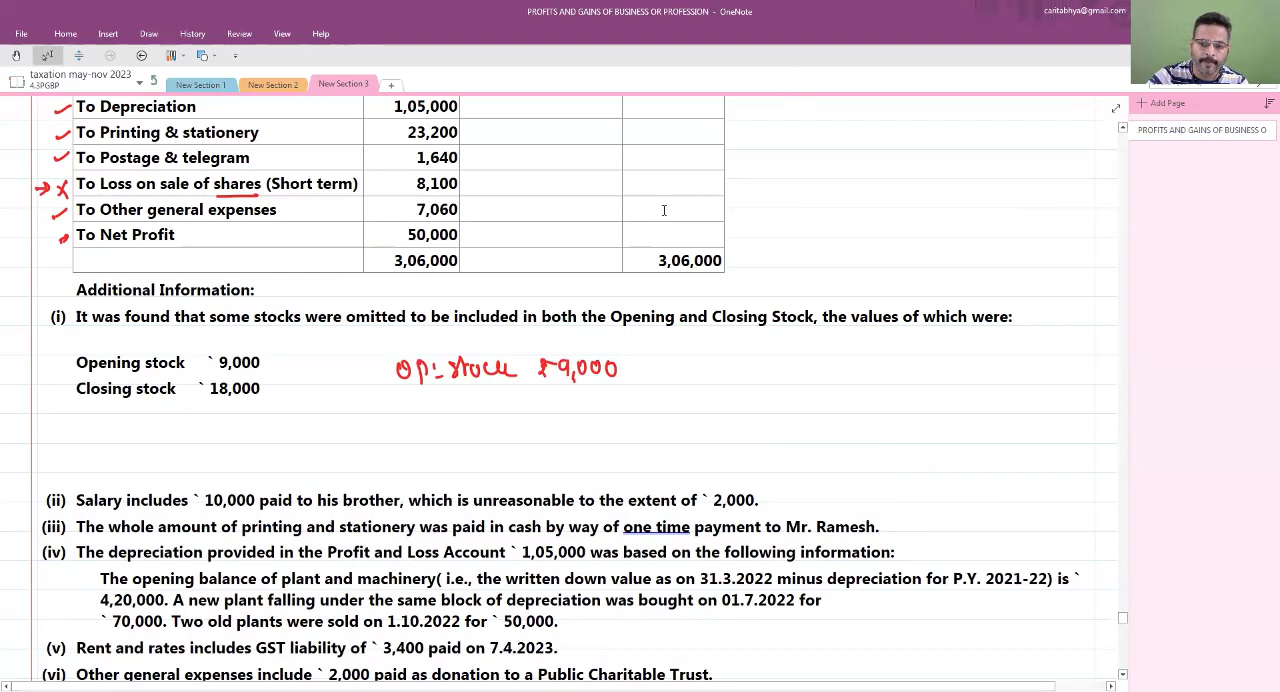 PROFITS AND GAINS OF BUSINESS OR PROFESSION - OneNote
caritabhya@gmail.com
File Home Insert Draw History Review View Help
taxation may-nov 2023
4.3PGBP
New Section 1 New Section 2 New Section 3 +
Add Page
PROFITS AND GAINS OF BUSINESS O
To Depreciation 1,05,000
To Printing & stationery 23,200
To Postage & telegram 1,640
To Loss on sale of shares (Short term) 8,100
To Other general expenses 7,060
To Net Profit 50,000
3,06,000 3,06,000
Additional Information:
(i) It was found that some stocks were omitted to be included in both the Opening and Closing Stock, the values of which were:
Opening stock ` 9,000
Op: stock ₹9,000
Closing stock ` 18,000
(ii) Salary includes ` 10,000 paid to his brother, which is unreasonable to the extent of ` 2,000.
(iii) The whole amount of printing and stationery was paid in cash by way of one time payment to Mr. Ramesh.
(iv) The depreciation provided in the Profit and Loss Account ` 1,05,000 was based on the following information:
The opening balance of plant and machinery( i.e., the written down value as on 31.3.2022 minus depreciation for P.Y. 2021-22) is `
4,20,000. A new plant falling under the same block of depreciation was bought on 01.7.2022 for
` 70,000. Two old plants were sold on 1.10.2022 for ` 50,000.
(v) Rent and rates includes GST liability of ` 3,400 paid on 7.4.2023.
(vi) Other general expenses include ` 2,000 paid as donation to a Public Charitable Trust.